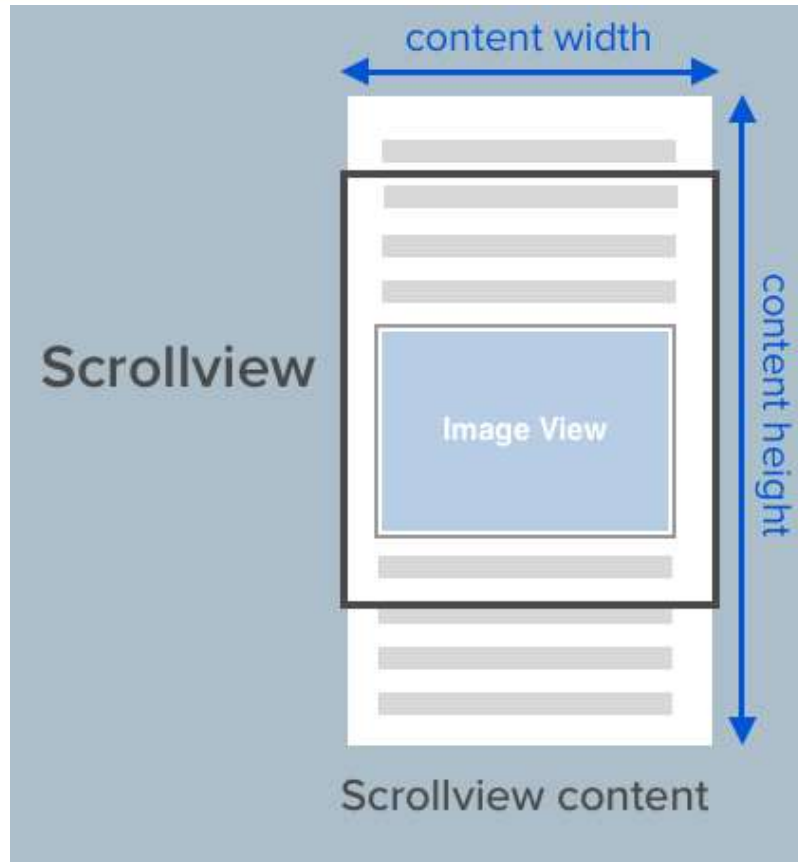 content width
Scrollview
Image View
content height
Scrollview content